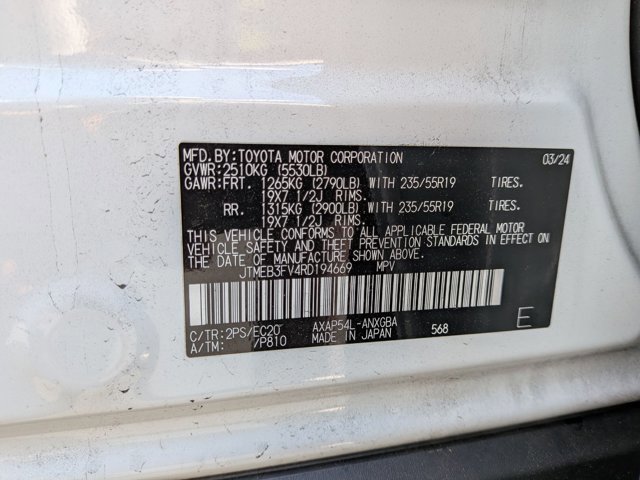 MFD.BY:TOYOTA MOTOR CORPORATION 03/24
GVWR:2510KG (5530LB)
GAWR:FRT. 1265KG (2790LB) WITH 235/55R19 TIRES.
19X7 1/2J RIMS.
RR. 1315KG (2900LB) WITH 235/55R19 TIRES.
19X7 1/2J RIMS.
THIS VEHICLE CONFORMS TO ALL APPLICABLE FEDERAL MOTOR
VEHICLE SAFETY AND THEFT PREVENTION STANDARDS IN EFFECT ON
THE DATE OF MANUFACTURE SHOWN ABOVE.
JTMEB3FV4RD194669 MPV
C/TR:2PS/EC20 AXAP54L-ANXGBA 568 E
A/TM: /P810 MADE IN JAPAN